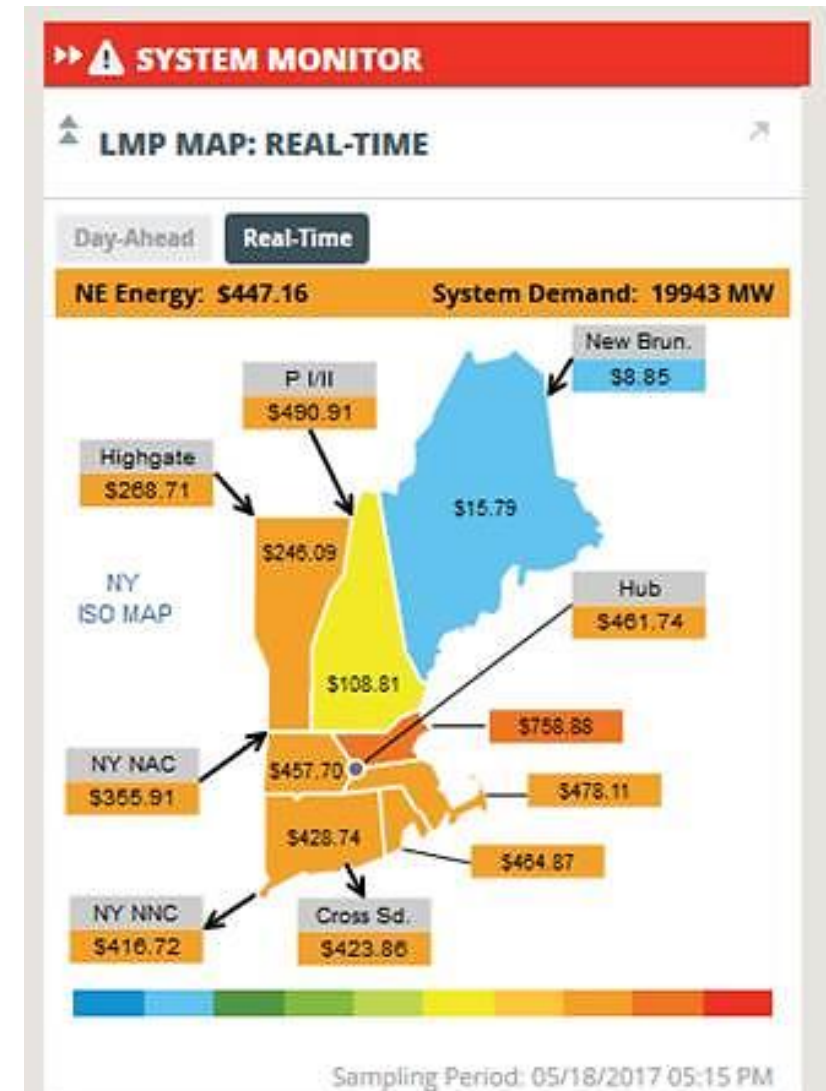 SYSTEM MONITOR
LMP MAP: REAL-TIME
Day-Ahead Real-Time
NE Energy: $447.16 System Demand: 19943 MW
New Brun.
$8.85
P I/II
$490.91
Highgate
$268.71
$15.79
$246.09
NY
ISO MAP
Hub
$461.74
$108.81
$758.88
NY NAC
$355.91
$457.70
$478.11
$428.74
$464.87
NY NNC
$416.72
Cross Sd.
$423.86
Sampling Period: 05/18/2017 05:15 PM